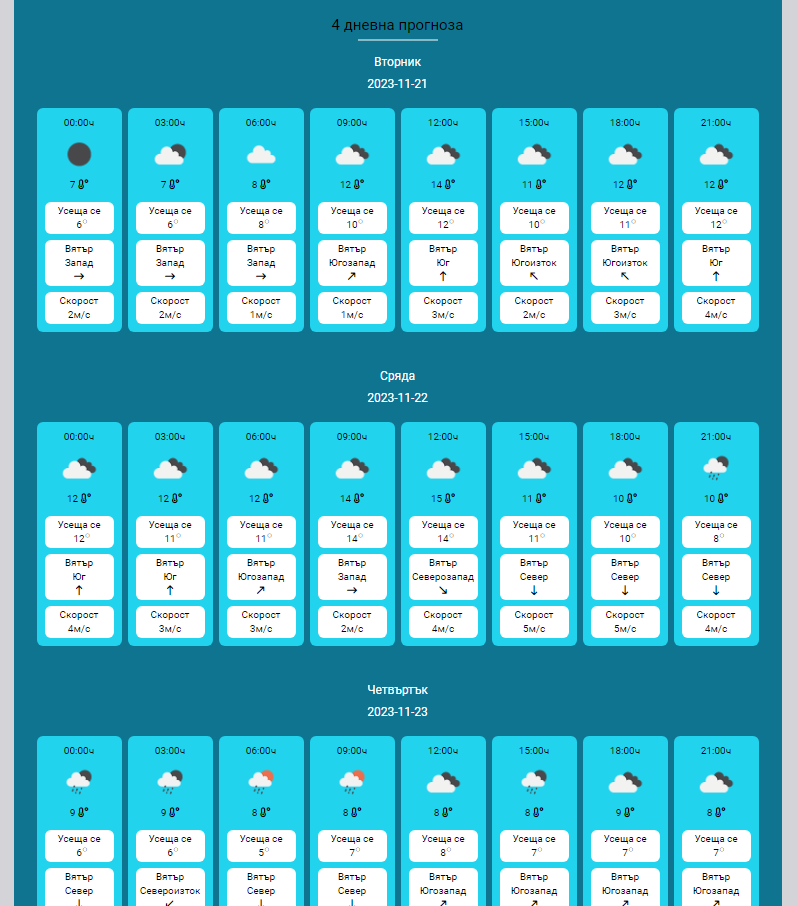 4 дневна прогноза
Вторник
2023-11-21
00:00ч 03:00ч 06:00ч 09:00ч 12:00ч 15:00ч 18:00ч 21:00ч
7 ° 7 ° 8 ° 12 ° 14 ° 11 ° 12 ° 12 °
Усеща се Усеща се Усеща се Усеща се Усеща се Усеща се Усеща се Усеща се
6° 6° 8° 10° 12° 10° 11° 12°
Вятър Вятър Вятър Вятър Вятър Вятър Вятър Вятър
Запад Запад Запад Югозапад Юг Югоизток Югоизток Юг
→ → → ↗ ↑ ↖ ↖ ↑
Скорост Скорост Скорост Скорост Скорост Скорост Скорост Скорост
2м/с 2м/с 1м/с 1м/с 2м/с 2м/с 3м/с 4м/с
Сряда
2023-11-22
00:00ч 03:00ч 06:00ч 09:00ч 12:00ч 15:00ч 18:00ч 21:00ч
12 ° 12 ° 12 ° 14 ° 15 ° 11 ° 10 ° 10 °
Усеща се Усеща се Усеща се Усеща се Усеща се Усеща се Усеща се Усеща се
12° 11° 11° 14° 14° 11° 10° 8°
Вятър Вятър Вятър Вятър Вятър Вятър Вятър Вятър
Юг Юг Югозапад Запад Северозапад Север Север Север
↑ ↑ ↗ → ↘ ↓ ↓ ↓
Скорост Скорост Скорост Скорост Скорост Скорост Скорост Скорост
4м/с 3м/с 3м/с 2м/с 4м/с 5м/с 5м/с 4м/с
Четвъртък
2023-11-23
00:00ч 03:00ч 06:00ч 09:00ч 12:00ч 15:00ч 18:00ч 21:00ч
9 ° 9 ° 8 ° 8 ° 8 ° 8 ° 9 ° 8 °
Усеща се Усеща се Усеща се Усеща се Усеща се Усеща се Усеща се Усеща се
6° 6° 5° 7° 8° 7° 7° 7°
Вятър Вятър Вятър Вятър Вятър Вятър Вятър Вятър
Север Североизток Север Север Югозапад Югозапад Югозапад Югозапад
↓ ↙ ↓ ↓ ↗ ↗ ↗ ↗